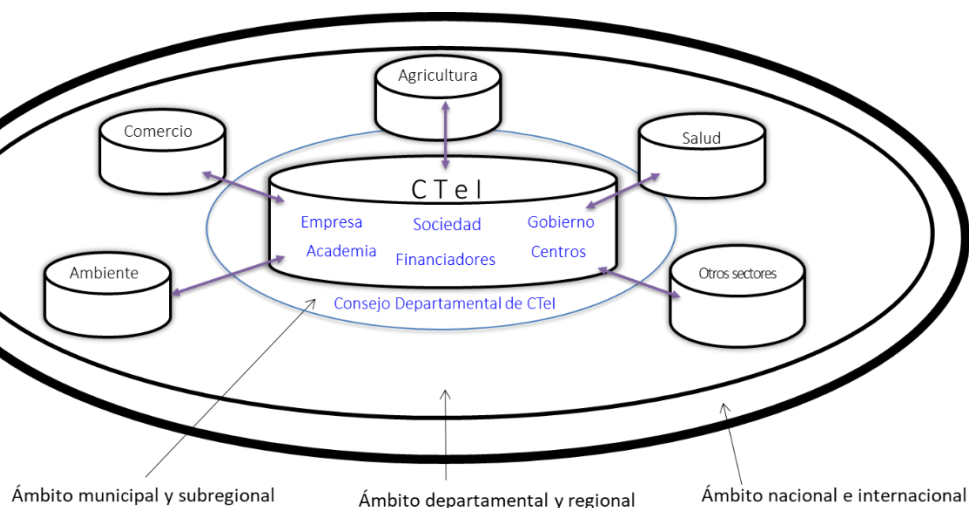 Agricultura
Comercio
Salud
C T e I
Empresa
Sociedad
Gobierno
Academia
Financiadores
Centros
Ambiente
Otros sectores
Consejo Departamental de CTeI
Ámbito municipal y subregional
Ámbito departamental y regional
Ámbito nacional e internacional